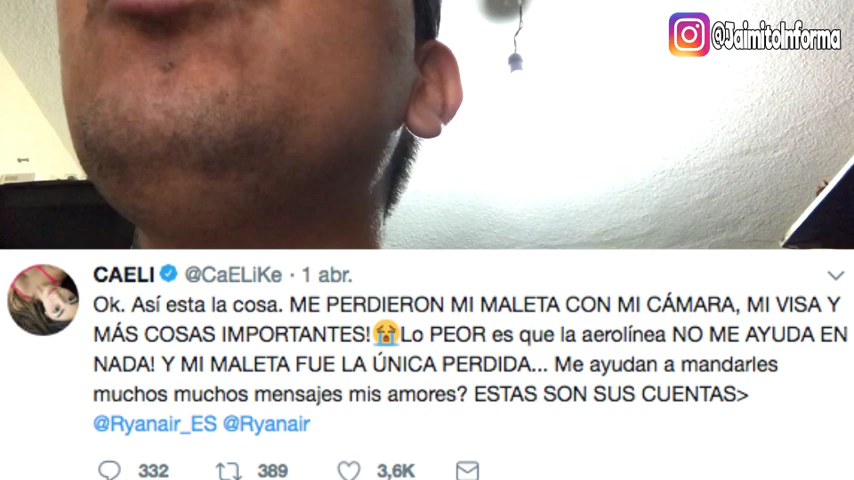 @JaimitoInforma
CAELI @CaELiKe · 1 abr.
Ok. Así esta la cosa. ME PERDIERON MI MALETA CON MI CÁMARA, MI VISA Y
MÁS COSAS IMPORTANTES!😭Lo PEOR es que la aerolínea NO ME AYUDA EN
NADA! Y MI MALETA FUE LA ÚNICA PERDIDA... Me ayudan a mandarles
muchos muchos mensajes mis amores? ESTAS SON SUS CUENTAS>
@Ryanair_ES @Ryanair
332 389 3,6K